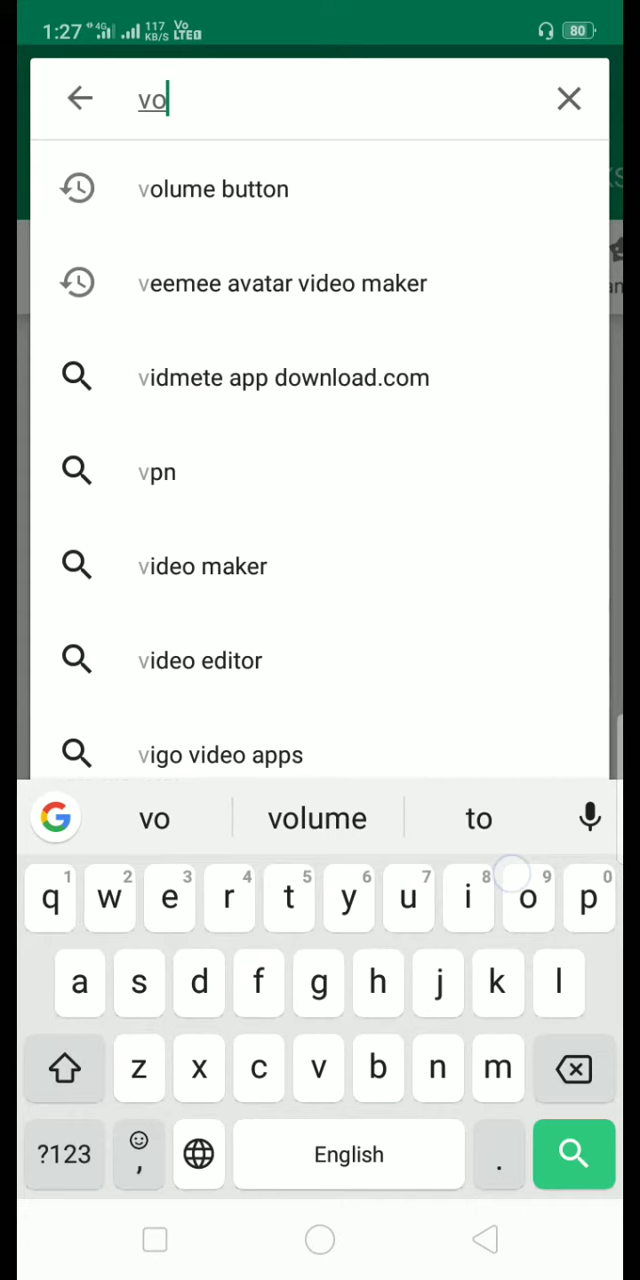 1:27 4G 117 KB/S Vo LTE 80
vo
volume button
veemee avatar video maker
vidmete app download.com
vpn
video maker
video editor
vigo video apps
vo volume to
1 2 3 4 5 6 7 8 9 0
q w e r t y u i o p
a s d f g h j k l
z x c v b n m
?123 , English .